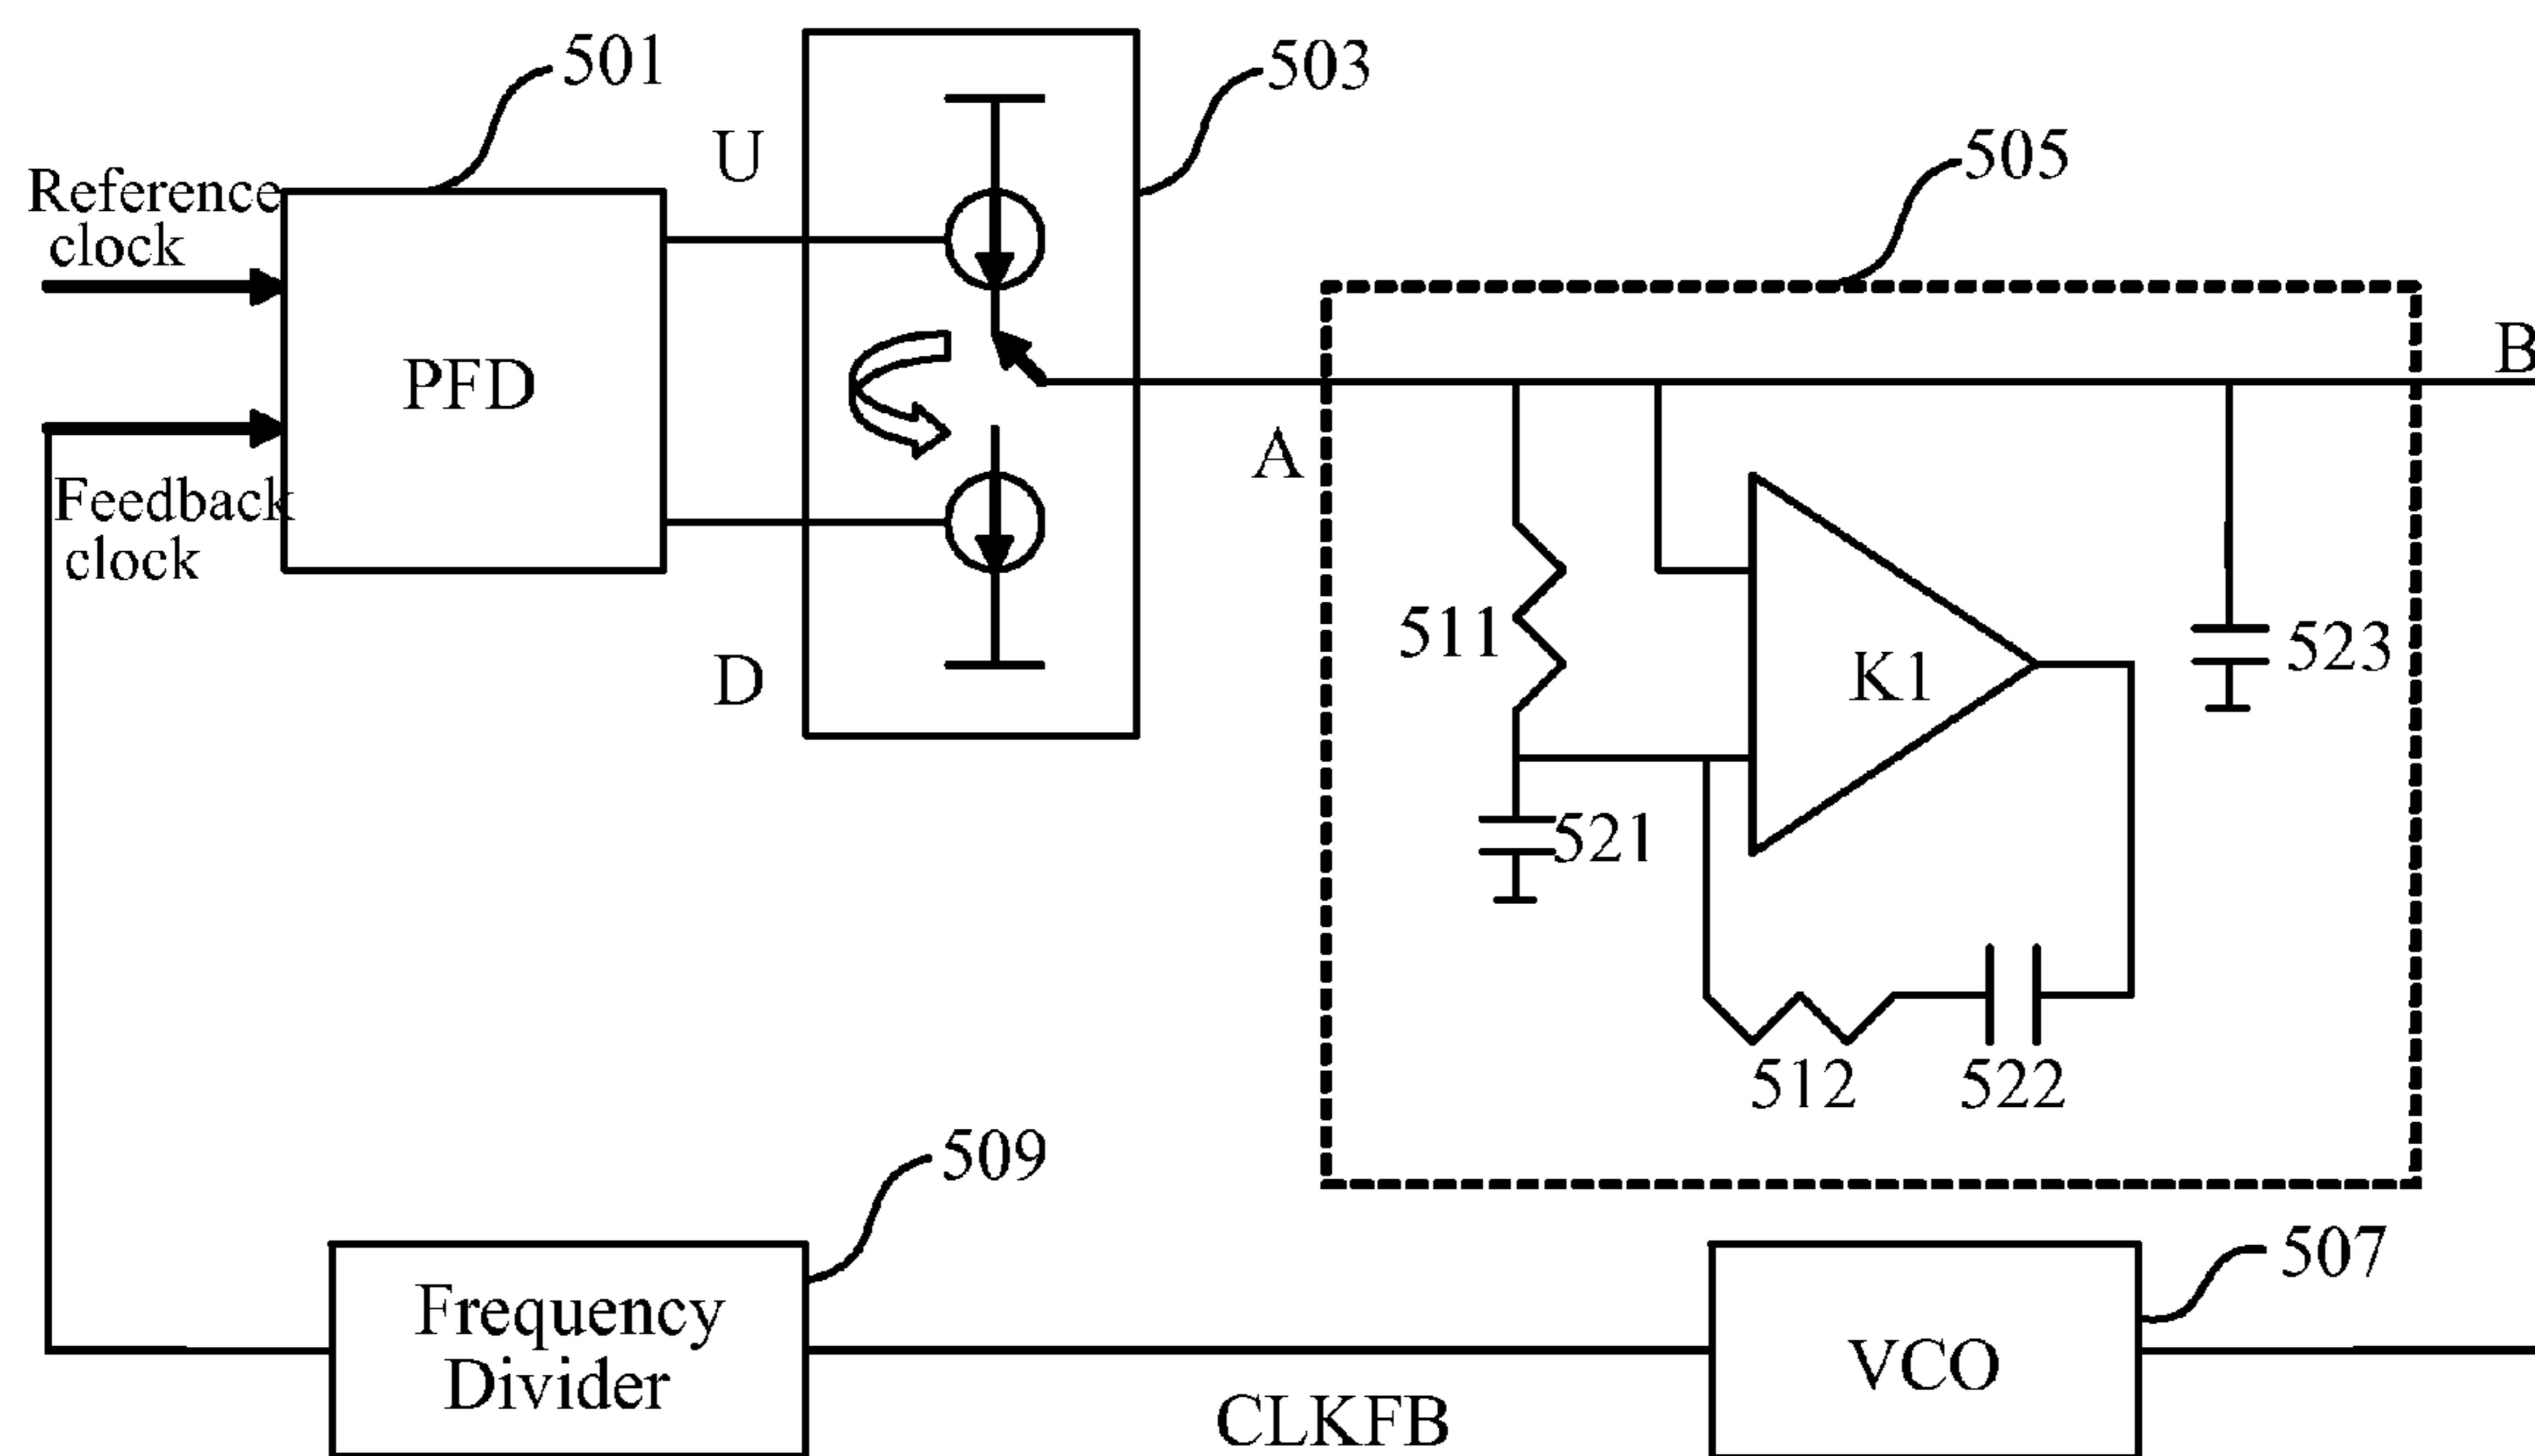 501
503
505
U
Reference
clock
PFD
Feedback
clock
D
A
B
511
K1
523
521
512
522
509
507
Frequency
Divider
VCO
CLKFB